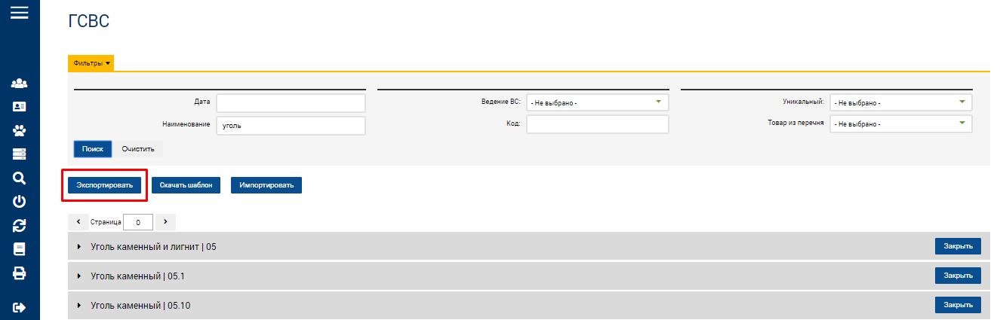 ГСВС
Фильтры
Дата
Ведение ВС: - Не выбрано -
Уникальный: - Не выбрано -
Наименование уголь
Код:
Товар из перечня - Не выбрано -
Поиск Очистить
Экспортировать Скачать шаблон Импортировать
Страница 0
Уголь каменный и лигнит | 05 Закрыть
Уголь каменный | 05.1 Закрыть
Уголь каменный | 05.10 Закрыть